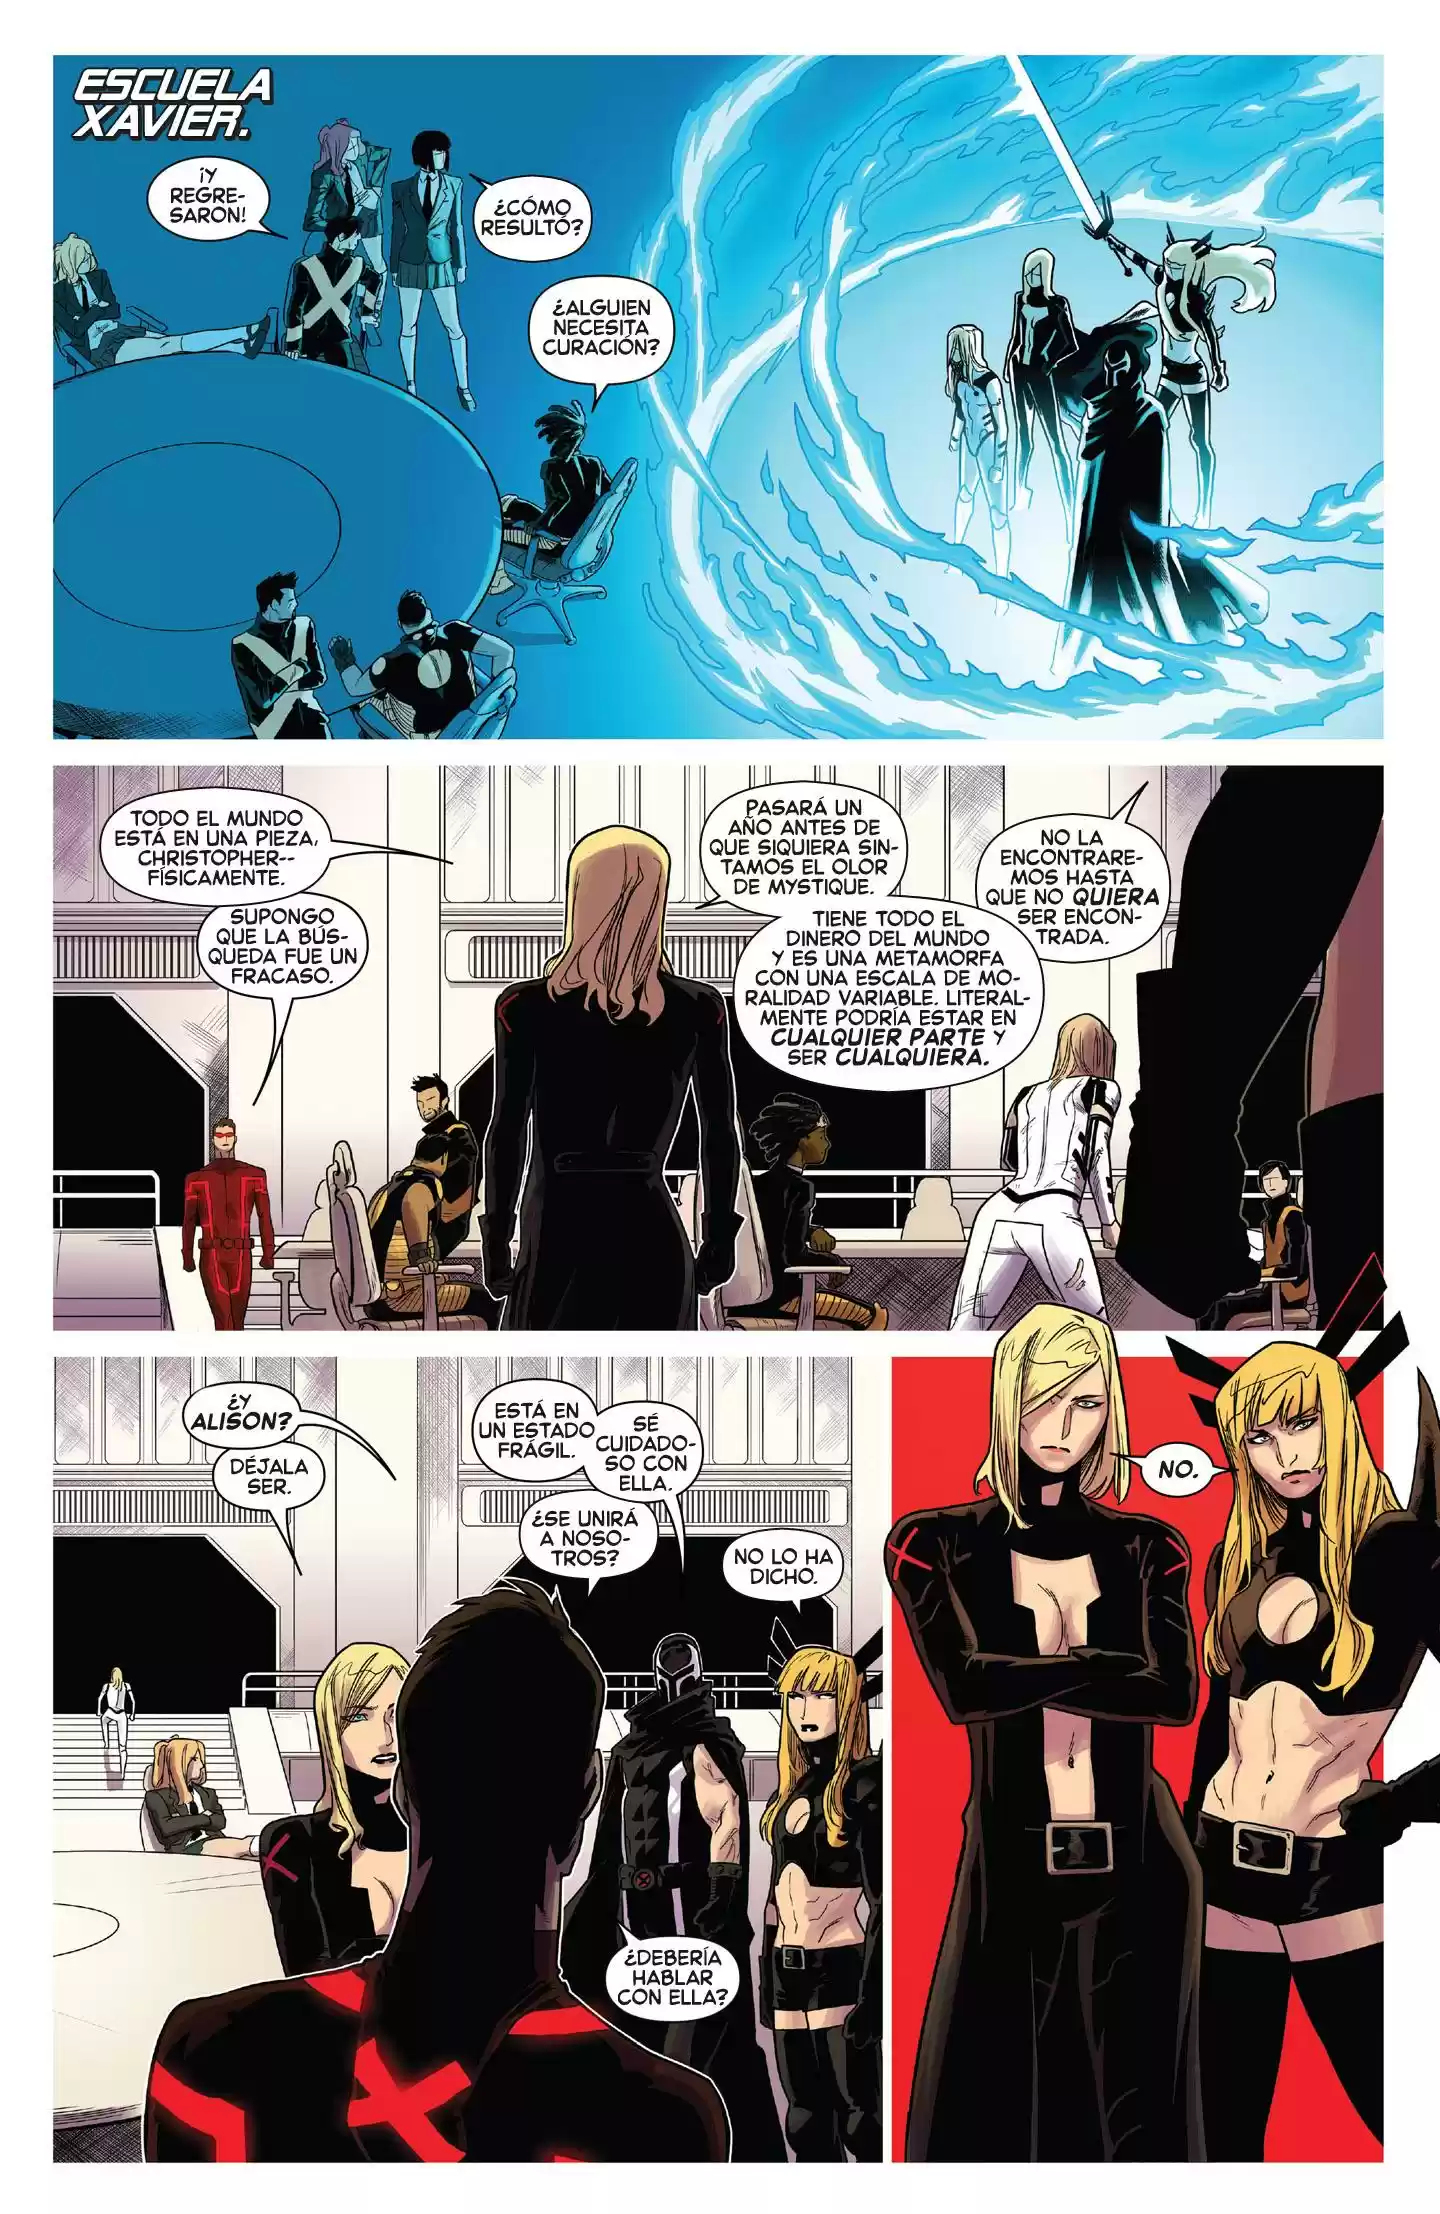 ESCUELA
XAVIER.
¡Y
REGRE-
SARON!
¿CÓMO
RESULTÓ?
¿ALGUIEN
NECESITA
CURACIÓN?
TODO EL MUNDO
ESTÁ EN UNA PIEZA,
CHRISTOPHER--
FÍSICAMENTE.
SUPONGO
QUE LA BÚS-
QUEDA FUE UN
FRACASO.
PASARÁ UN
AÑO ANTES DE
QUE SIQUIERA SIN-
TAMOS EL OLOR
DE MYSTIQUE.
TIENE TODO EL
DINERO DEL MUNDO
Y ES UNA METAMORFA
CON UNA ESCALA DE MO-
RALIDAD VARIABLE. LITERAL-
MENTE PODRÍA ESTAR EN
CUALQUIER PARTE Y
SER CUALQUIERA.
NO LA
ENCONTRARE-
MOS HASTA
QUE NO QUIERA
SER ENCON-
TRADA.
¿Y
ALISON?
DÉJALA
SER.
ESTÁ EN
UN ESTADO
FRÁGIL.
SÉ
CUIDADO-
SO CON
ELLA.
¿SE UNIRÁ
A NOSO-
TROS?
NO LO HA
DICHO.
¿DEBERÍA
HABLAR
CON ELLA?
NO.